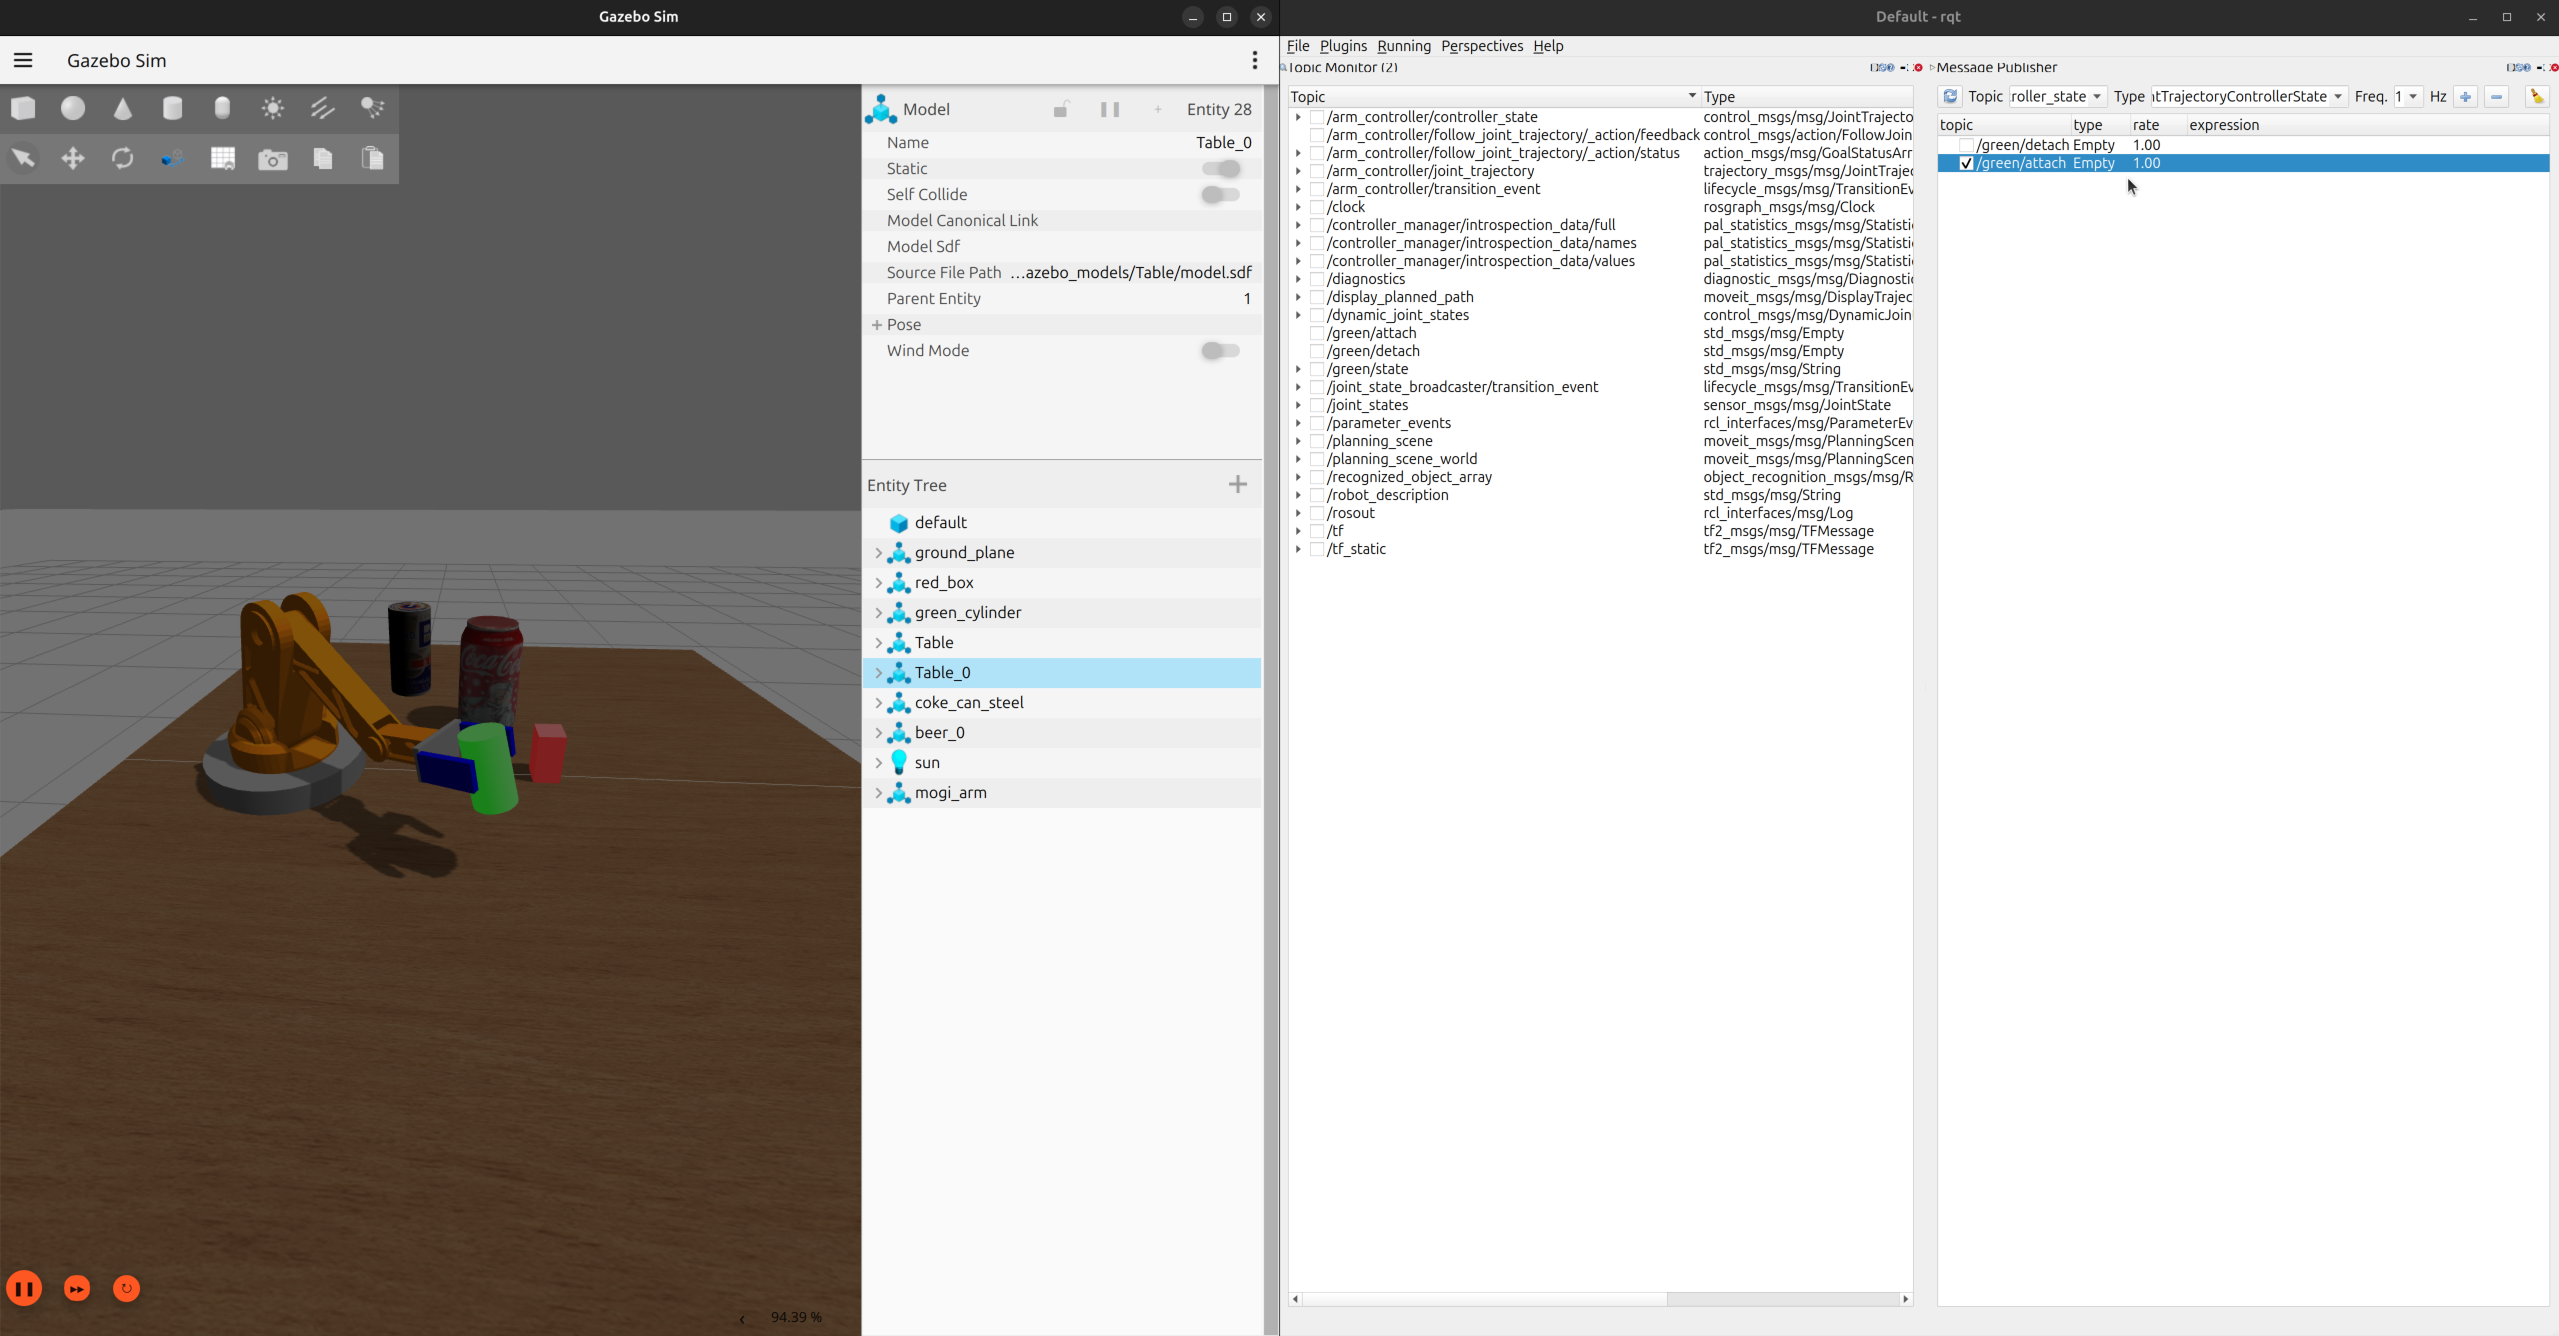 Gazebo Sim
Gazebo Sim
Model
Entity 28
Name Table_0
Static
Self Collide
Model Canonical Link
Model Sdf
Source File Path ...azebo_models/Table/model.sdf
Parent Entity 1
Pose
Wind Mode
Entity Tree
default
ground_plane
red_box
green_cylinder
Table
Table_0
coke_can_steel
beer_0
sun
mogi_arm
Coca-Cola
94.39 %
Default - rqt
File Plugins Running Perspectives Help
Topic Monitor (2)
Topic Type
/arm_controller/controller_state control_msgs/msg/JointTrajecto
/arm_controller/follow_joint_trajectory/_action/feedback control_msgs/action/FollowJoin
/arm_controller/follow_joint_trajectory/_action/status action_msgs/msg/GoalStatusArr
/arm_controller/joint_trajectory trajectory_msgs/msg/JointTrajec
/arm_controller/transition_event lifecycle_msgs/msg/TransitionEv
/clock rosgraph_msgs/msg/Clock
/controller_manager/introspection_data/full pal_statistics_msgs/msg/Statisti
/controller_manager/introspection_data/names pal_statistics_msgs/msg/Statisti
/controller_manager/introspection_data/values pal_statistics_msgs/msg/Statisti
/diagnostics diagnostic_msgs/msg/Diagnosti
/display_planned_path moveit_msgs/msg/DisplayTrajec
/dynamic_joint_states control_msgs/msg/DynamicJoin
/green/attach std_msgs/msg/Empty
/green/detach std_msgs/msg/Empty
/green/state std_msgs/msg/String
/joint_state_broadcaster/transition_event lifecycle_msgs/msg/TransitionEv
/joint_states sensor_msgs/msg/JointState
/parameter_events rcl_interfaces/msg/ParameterEv
/planning_scene moveit_msgs/msg/PlanningScen
/planning_scene_world moveit_msgs/msg/PlanningScen
/recognized_object_array object_recognition_msgs/msg/R
/robot_description std_msgs/msg/String
/rosout rcl_interfaces/msg/Log
/tf tf2_msgs/msg/TFMessage
/tf_static tf2_msgs/msg/TFMessage
Message Publisher
Topic roller_state Type tTrajectoryControllerState Freq. 1 Hz
topic type rate expression
/green/detach Empty 1.00
/green/attach Empty 1.00